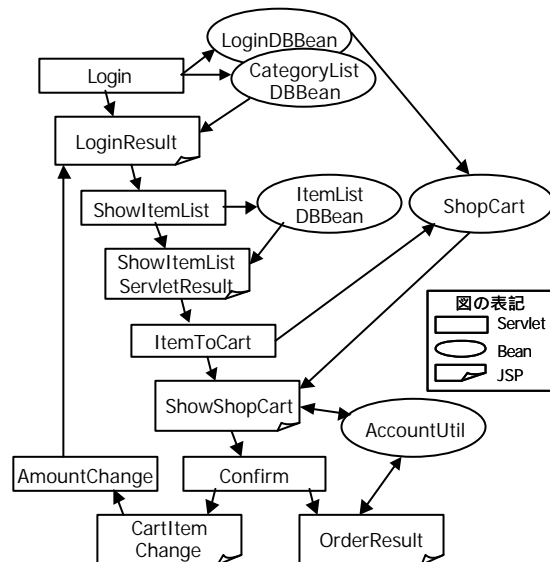 LoginDBBean
Login
CategoryList
DBBean
LoginResult
ShowItemList
ItemList
DBBean
ShopCart
ShowItemList
ServletResult
図の表記
Servlet
Bean
JSP
ItemToCart
ShowShopCart
AccountUtil
AmountChange
Confirm
CartItem
Change
OrderResult